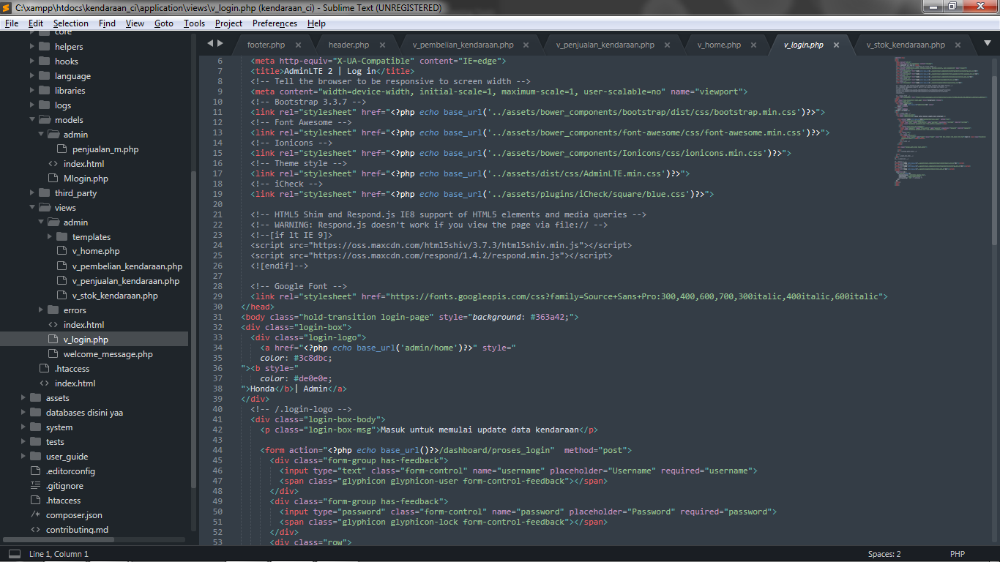 C:\xampp\htdocs\kendaraan_ci\application\views\v_login.php (kendaraan_ci) - Sublime Text (UNREGISTERED)
File Edit Selection Find View Goto Tools Project Preferences Help
core
helpers
hooks
language
libraries
logs
models
admin
penjualan_m.php
index.html
Mlogin.php
third_party
views
admin
templates
v_home.php
v_pembelian_kendaraan.php
v_penjualan_kendaraan.php
v_stok_kendaraan.php
errors
index.html
v_login.php
welcome_message.php
.htaccess
index.html
assets
databases disini yaa
system
tests
user_guide
.editorconfig
.gitignore
.htaccess
composer.json
contributing.md
footer.php header.php v_pembelian_kendaraan.php v_penjualan_kendaraan.php v_home.php v_login.php v_stok_kendaraan.php
6 <meta http-equiv="X-UA-Compatible" content="IE=edge">
7 <title>AdminLTE 2 | Log in</title>
8 <!-- Tell the browser to be responsive to screen width -->
9 <meta content="width=device-width, initial-scale=1, maximum-scale=1, user-scalable=no" name="viewport">
10 <!-- Bootstrap 3.3.7 -->
11 <link rel="stylesheet" href="<?php echo base_url('../assets/bower_components/bootstrap/dist/css/bootstrap.min.css')?>">
12 <!-- Font Awesome -->
13 <link rel="stylesheet" href="<?php echo base_url('../assets/bower_components/font-awesome/css/font-awesome.min.css')?>">
14 <!-- Ionicons -->
15 <link rel="stylesheet" href="<?php echo base_url('../assets/bower_components/Ionicons/css/ionicons.min.css')?>">
16 <!-- Theme style -->
17 <link rel="stylesheet" href="<?php echo base_url('../assets/dist/css/AdminLTE.min.css')?>">
18 <!-- iCheck -->
19 <link rel="stylesheet" href="<?php echo base_url('../assets/plugins/iCheck/square/blue.css')?>">
20
21 <!-- HTML5 Shim and Respond.js IE8 support of HTML5 elements and media queries -->
22 <!-- WARNING: Respond.js doesn't work if you view the page via file:// -->
23 <!--[if lt IE 9]>
24 <script src="https://oss.maxcdn.com/html5shiv/3.7.3/html5shiv.min.js"></script>
25 <script src="https://oss.maxcdn.com/respond/1.4.2/respond.min.js"></script>
26 <![endif]-->
27
28 <!-- Google Font -->
29 <link rel="stylesheet" href="https://fonts.googleapis.com/css?family=Source+Sans+Pro:300,400,600,700,300italic,400italic,600italic">
30 </head>
31 <body class="hold-transition login-page" style="background: #363a42;">
32 <div class="login-box">
33 <div class="login-logo">
34 <a href="<?php echo base_url('admin/home')?>" style="
35 color: #3c8dbc;
36 "><b style="
37 color: #de0e0e;
38 ">Honda</b>| Admin</a>
39 </div>
40 <!-- /.login-logo -->
41 <div class="login-box-body">
42 <p class="login-box-msg">Masuk untuk memulai update data kendaraan</p>
43
44 <form action="<?php echo base_url()?>/dashboard/proses_login"  method="post">
45 <div class="form-group has-feedback">
46 <input type="text" class="form-control" name="username" placeholder="Username" required="username">
47 <span class="glyphicon glyphicon-user form-control-feedback"></span>
48 </div>
49 <div class="form-group has-feedback">
50 <input type="password" class="form-control" name="password" placeholder="Password" required="password">
51 <span class="glyphicon glyphicon-lock form-control-feedback"></span>
52 </div>
53 <div class="row">
Line 1, Column 1 Spaces: 2 PHP